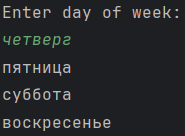 Enter day of week:
четверг
пятница
суббота
воскресенье